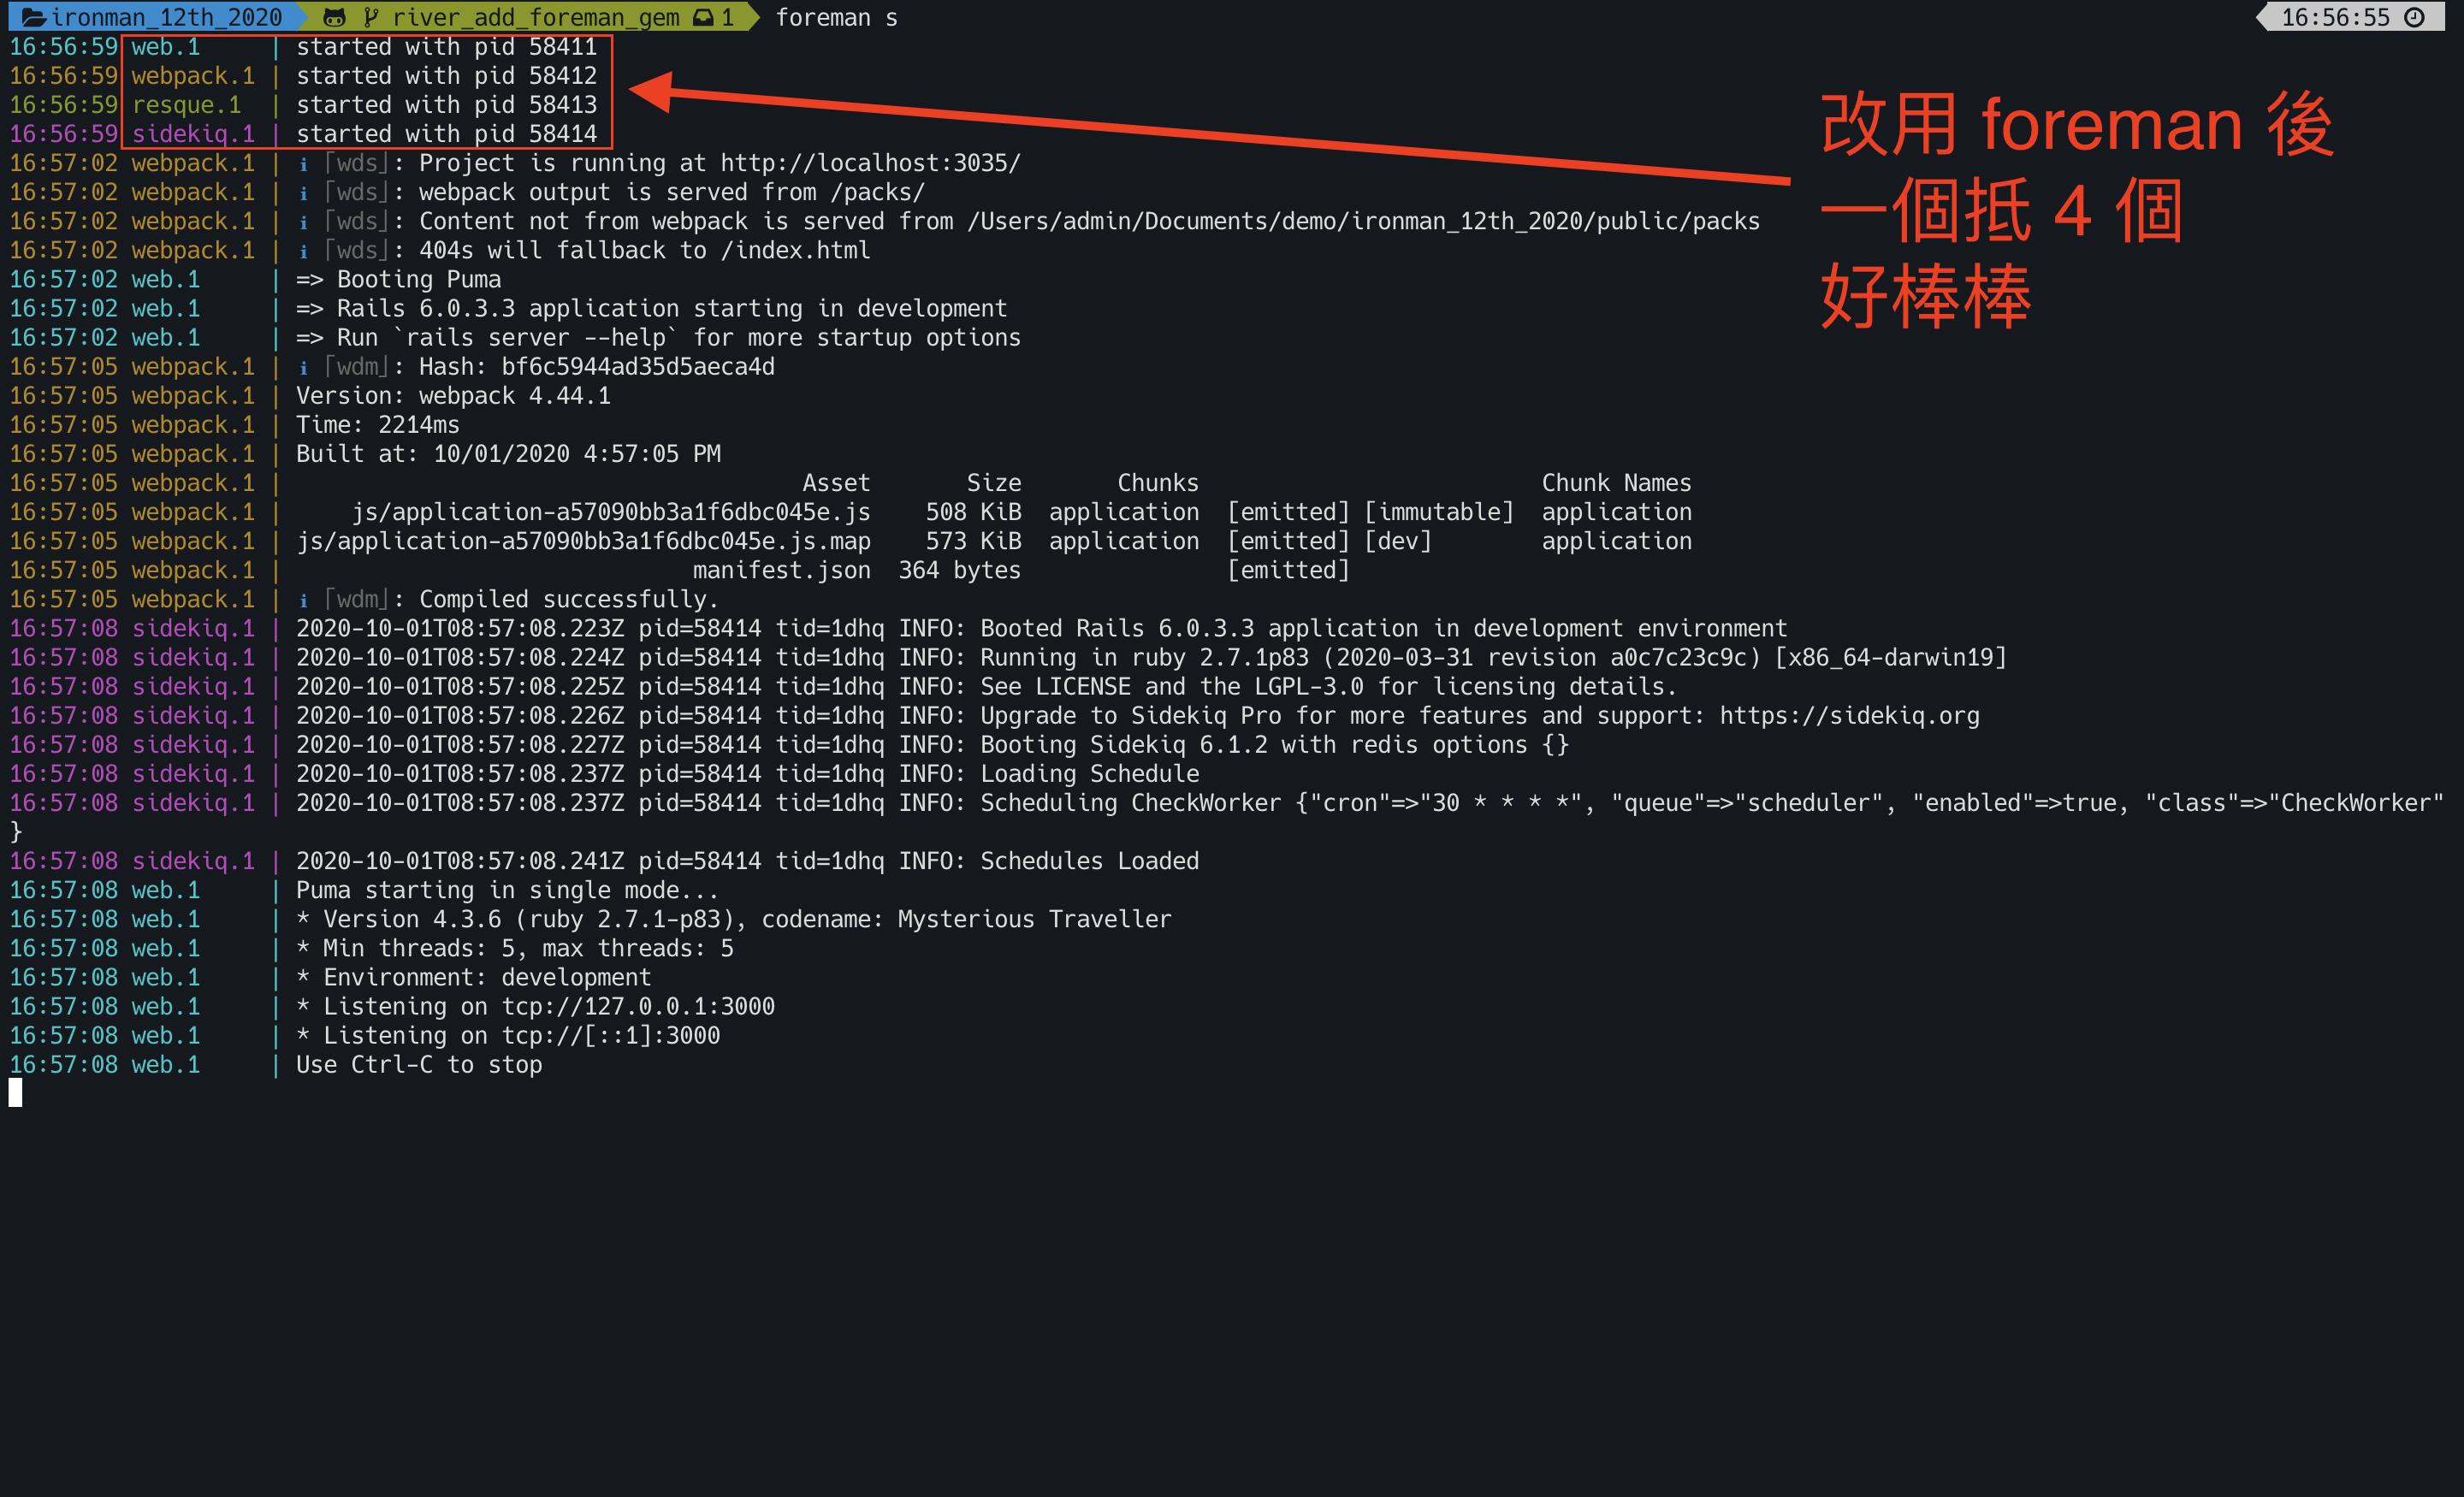 ironman_12th_2020 river_add_foreman_gem 1 foreman s 16:56:55
16:56:59 web.1     | started with pid 58411
16:56:59 webpack.1 | started with pid 58412
16:56:59 resque.1  | started with pid 58413
16:56:59 sidekiq.1 | started with pid 58414
改用 foreman 後
一個抵 4 個
好棒棒
16:57:02 webpack.1 | ℹ ｢wds｣: Project is running at http://localhost:3035/
16:57:02 webpack.1 | ℹ ｢wds｣: webpack output is served from /packs/
16:57:02 webpack.1 | ℹ ｢wds｣: Content not from webpack is served from /Users/admin/Documents/demo/ironman_12th_2020/public/packs
16:57:02 webpack.1 | ℹ ｢wds｣: 404s will fallback to /index.html
16:57:02 web.1     | => Booting Puma
16:57:02 web.1     | => Rails 6.0.3.3 application starting in development
16:57:02 web.1     | => Run `rails server --help` for more startup options
16:57:05 webpack.1 | ℹ ｢wdm｣: Hash: bf6c5944ad35d5aeca4d
16:57:05 webpack.1 | Version: webpack 4.44.1
16:57:05 webpack.1 | Time: 2214ms
16:57:05 webpack.1 | Built at: 10/01/2020 4:57:05 PM
16:57:05 webpack.1 | Asset Size Chunks Chunk Names
16:57:05 webpack.1 | js/application-a57090bb3a1f6dbc045e.js 508 KiB application [emitted] [immutable] application
16:57:05 webpack.1 | js/application-a57090bb3a1f6dbc045e.js.map 573 KiB application [emitted] [dev] application
16:57:05 webpack.1 | manifest.json 364 bytes [emitted]
16:57:05 webpack.1 | ℹ ｢wdm｣: Compiled successfully.
16:57:08 sidekiq.1 | 2020-10-01T08:57:08.223Z pid=58414 tid=1dhq INFO: Booted Rails 6.0.3.3 application in development environment
16:57:08 sidekiq.1 | 2020-10-01T08:57:08.224Z pid=58414 tid=1dhq INFO: Running in ruby 2.7.1p83 (2020-03-31 revision a0c7c23c9c) [x86_64-darwin19]
16:57:08 sidekiq.1 | 2020-10-01T08:57:08.225Z pid=58414 tid=1dhq INFO: See LICENSE and the LGPL-3.0 for licensing details.
16:57:08 sidekiq.1 | 2020-10-01T08:57:08.226Z pid=58414 tid=1dhq INFO: Upgrade to Sidekiq Pro for more features and support: https://sidekiq.org
16:57:08 sidekiq.1 | 2020-10-01T08:57:08.227Z pid=58414 tid=1dhq INFO: Booting Sidekiq 6.1.2 with redis options {}
16:57:08 sidekiq.1 | 2020-10-01T08:57:08.237Z pid=58414 tid=1dhq INFO: Loading Schedule
16:57:08 sidekiq.1 | 2020-10-01T08:57:08.237Z pid=58414 tid=1dhq INFO: Scheduling CheckWorker {"cron"=>"30 * * * *", "queue"=>"scheduler", "enabled"=>true, "class"=>"CheckWorker"
}
16:57:08 sidekiq.1 | 2020-10-01T08:57:08.241Z pid=58414 tid=1dhq INFO: Schedules Loaded
16:57:08 web.1     | Puma starting in single mode...
16:57:08 web.1     | * Version 4.3.6 (ruby 2.7.1-p83), codename: Mysterious Traveller
16:57:08 web.1     | * Min threads: 5, max threads: 5
16:57:08 web.1     | * Environment: development
16:57:08 web.1     | * Listening on tcp://127.0.0.1:3000
16:57:08 web.1     | * Listening on tcp://[::1]:3000
16:57:08 web.1     | Use Ctrl-C to stop